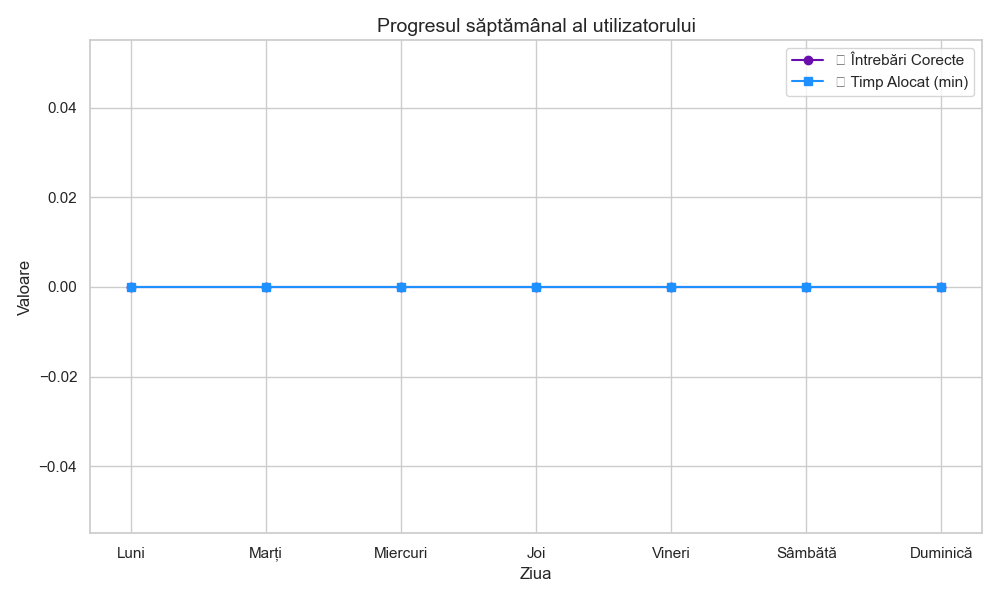 Progresul săptămânal al utilizatorului
▯ Întrebări Corecte
▯ Timp Alocat (min)
0.04
0.02
0.00
−0.02
−0.04
Valoare
Luni Marți Miercuri Joi Vineri Sâmbătă Duminică
Ziua